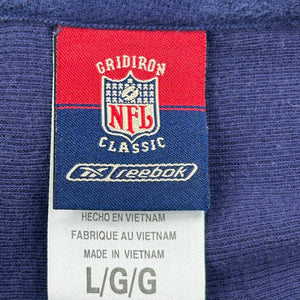 GRIDIRON
NFL
CLASSIC
Reebok
HECHO EN VIETNAM
FABRIQUE AU VIETNAM
MADE IN VIETNAM
L/G/G